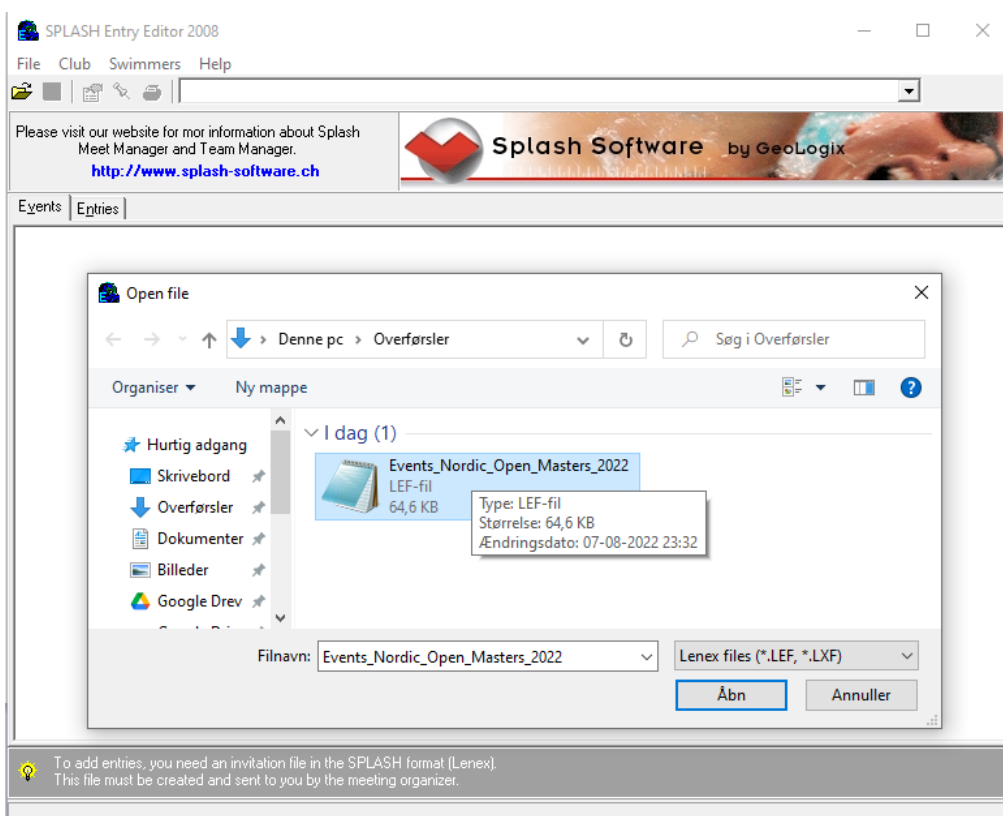 SPLASH Entry Editor 2008
File Club Swimmers Help
Please visit our website for mor information about Splash
Meet Manager and Team Manager.
http://www.splash-software.ch
Splash Software by GeoLogix
Events Entries
Open file
Denne pc > Overførsler
Søg i Overførsler
Organiser Ny mappe
Hurtig adgang
Skrivebord
Overførsler
Dokumenter
Billeder
Google Drev
I dag (1)
Events_Nordic_Open_Masters_2022
LEF-fil
64,6 KB
Type: LEF-fil
Størrelse: 64,6 KB
Ændringsdato: 07-08-2022 23:32
Filnavn: Events_Nordic_Open_Masters_2022
Lenex files (*.LEF, *.LXF)
Åbn Annuller
To add entries, you need an invitation file in the SPLASH format (Lenex).
This file must be created and sent to you by the meeting organizer.